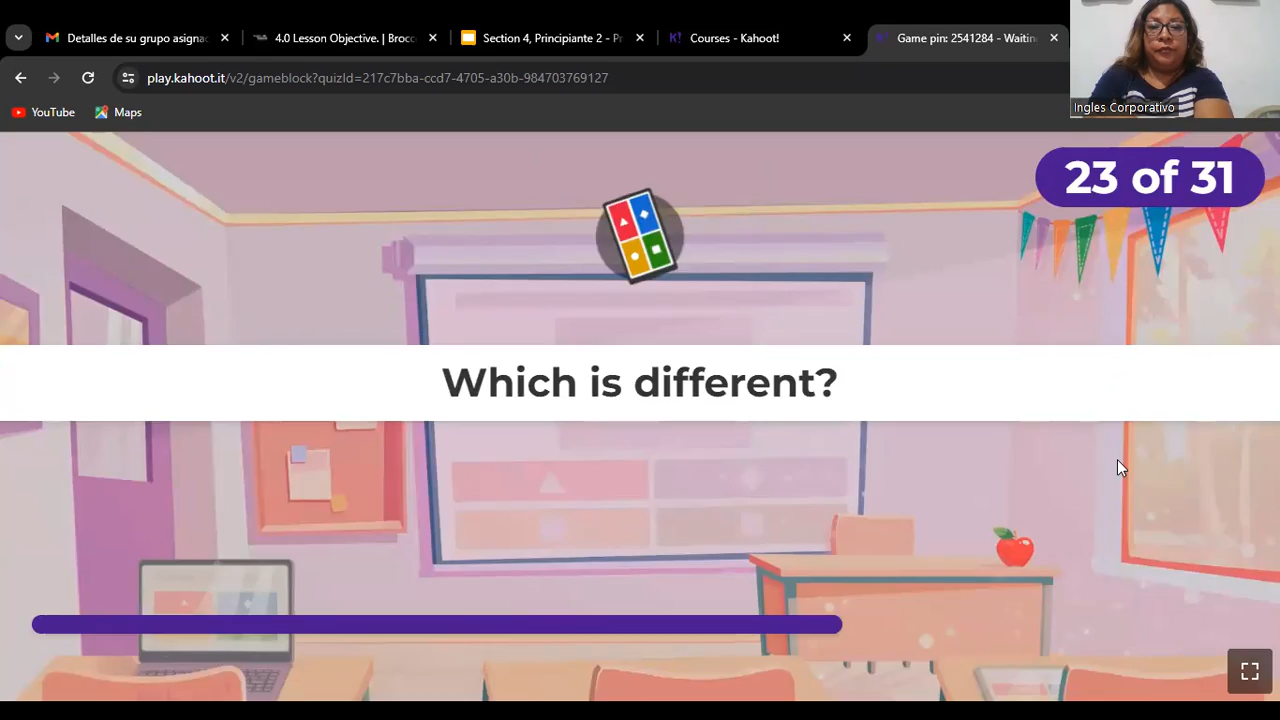 Detalles de su grupo asigna
4.0 Lesson Objective. | Brocc
Section 4, Principiante 2 - Pr
K!
Courses - Kahoot!
K!
Game pin: 2541284 - Waitin
play.kahoot.it/v2/gameblock?quizId=217c7bba-ccd7-4705-a30b-984703769127
YouTube
Maps
Ingles Corporativo
23 of 31
Which is different?